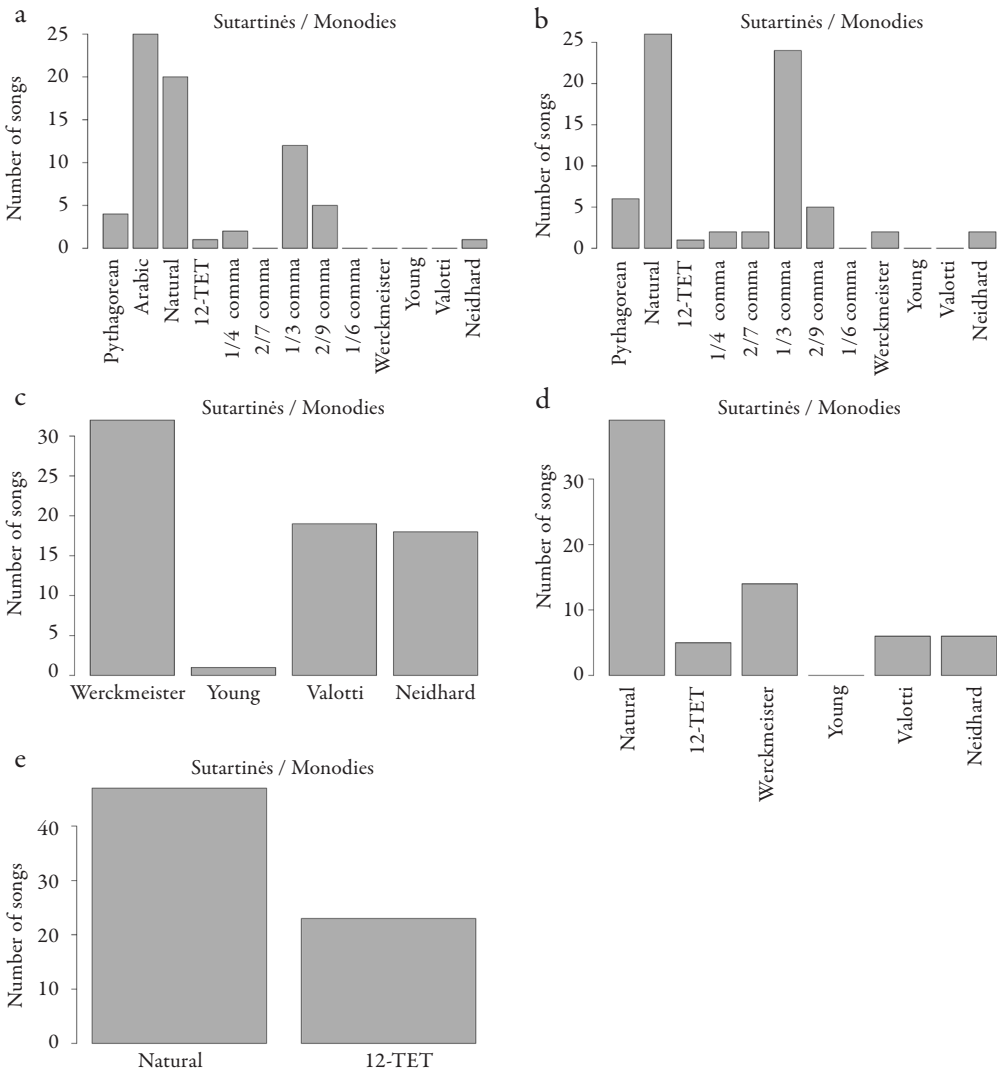 a
Sutartinės / Monodies
Number of songs
25
20
15
10
5
0
Pythagorean
Arabic
Natural
12-TET
1/4 comma
2/7 comma
1/3 comma
2/9 comma
1/6 comma
Werckmeister
Young
Valotti
Neidhard
b
Sutartinės / Monodies
Number of songs
25
20
15
10
5
0
Pythagorean
Natural
12-TET
1/4 comma
2/7 comma
1/3 comma
2/9 comma
1/6 comma
Werckmeister
Young
Valotti
Neidhard
c
Sutartinės / Monodies
Number of songs
30
25
20
15
10
5
0
Werckmeister
Young
Valotti
Neidhard
d
Sutartinės / Monodies
Number of songs
30
20
10
0
Natural
12-TET
Werckmeister
Young
Valotti
Neidhard
e
Sutartinės / Monodies
Number of songs
40
30
20
10
0
Natural
12-TET